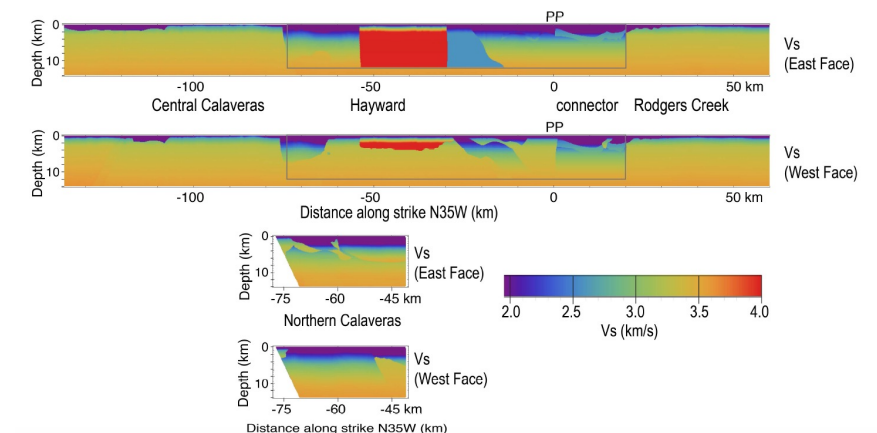 PP
0
10
Depth (km)
-100
-50
0
50 km
Vs
(East Face)
Central Calaveras
Hayward
connector
Rodgers Creek
PP
0
10
Depth (km)
-100
-50
0
50 km
Vs
(West Face)
Distance along strike N35W (km)
0
10
Depth (km)
-75
-60
-45 km
Vs
(East Face)
Northern Calaveras
2.0
2.5
3.0
3.5
4.0
Vs (km/s)
0
10
Depth (km)
-75
-60
-45 km
Vs
(West Face)
Distance along strike N35W (km)